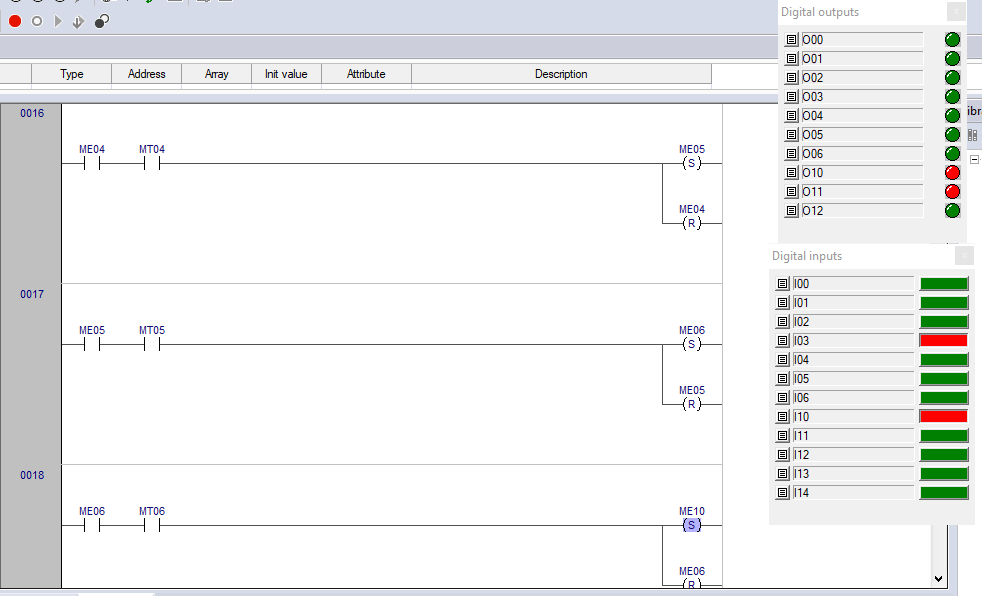 Digital outputs
O00
O01
O02
O03
O04
O05
O06
O10
O11
O12
Type Address Array Init value Attribute Description
0016
ME04 MT04 ME05
S
ME04
R
0017
ME05 MT05 ME06
S
ME05
R
0018
ME06 MT06 ME10
S
ME06
R
Digital inputs
I00
I01
I02
I03
I04
I05
I06
I10
I11
I12
I13
I14